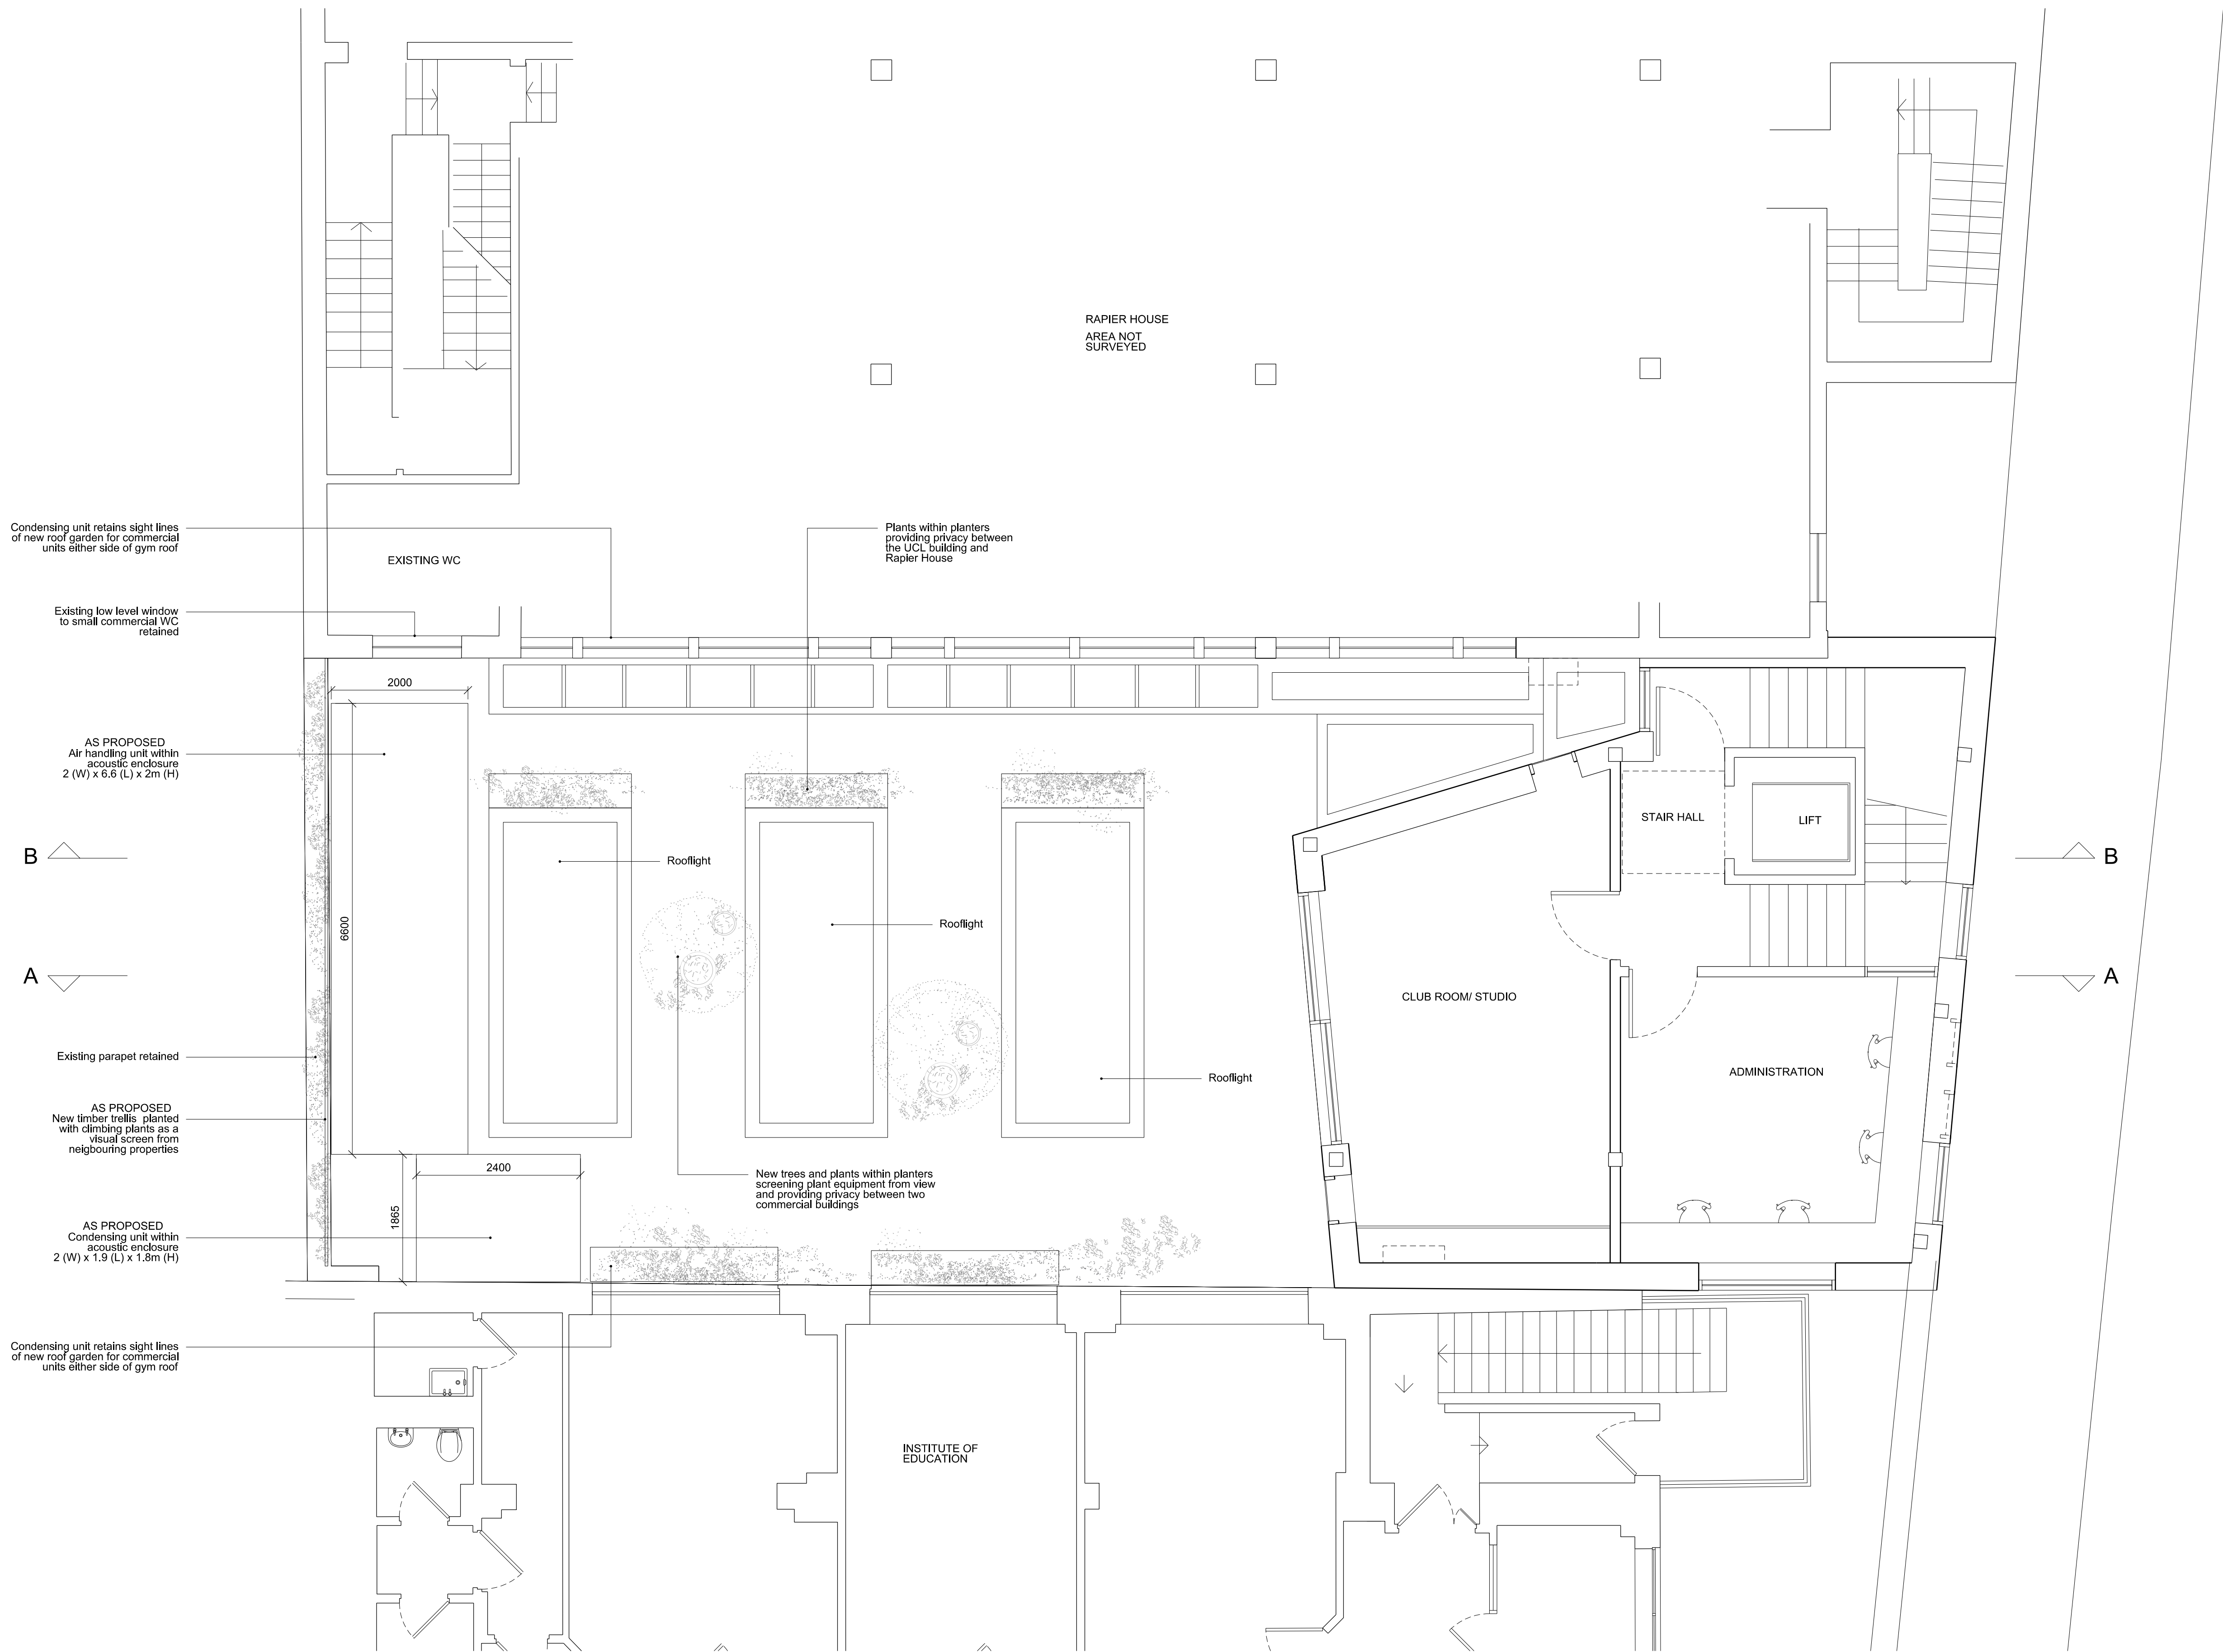 RAPIER HOUSE
AREA NOT
SURVEYED
Condensing unit retains sight lines
of new roof garden for commercial
units either side of gym roof
Plants within planters
providing privacy between
the UCL building and
Rapier House
EXISTING WC
Existing low level window
to small commercial WC
retained
2000
AS PROPOSED
Air handling unit within
acoustic enclosure
2 (W) x 6.6 (L) x 2m (H)
STAIR HALL
LIFT
B
B
Rooflight
6600
Rooflight
A
A
CLUB ROOM/ STUDIO
Existing parapet retained
ADMINISTRATION
Rooflight
AS PROPOSED
New timber trellis planted
with climbing plants as a
visual screen from
neigbouring properties
2400
New trees and plants within planters
screening plant equipment from view
and providing privacy between two
commercial buildings
1865
AS PROPOSED
Condensing unit within
acoustic enclosure
2 (W) x 1.9 (L) x 1.8m (H)
Condensing unit retains sight lines
of new roof garden for commercial
units either side of gym roof
INSTITUTE OF
EDUCATION